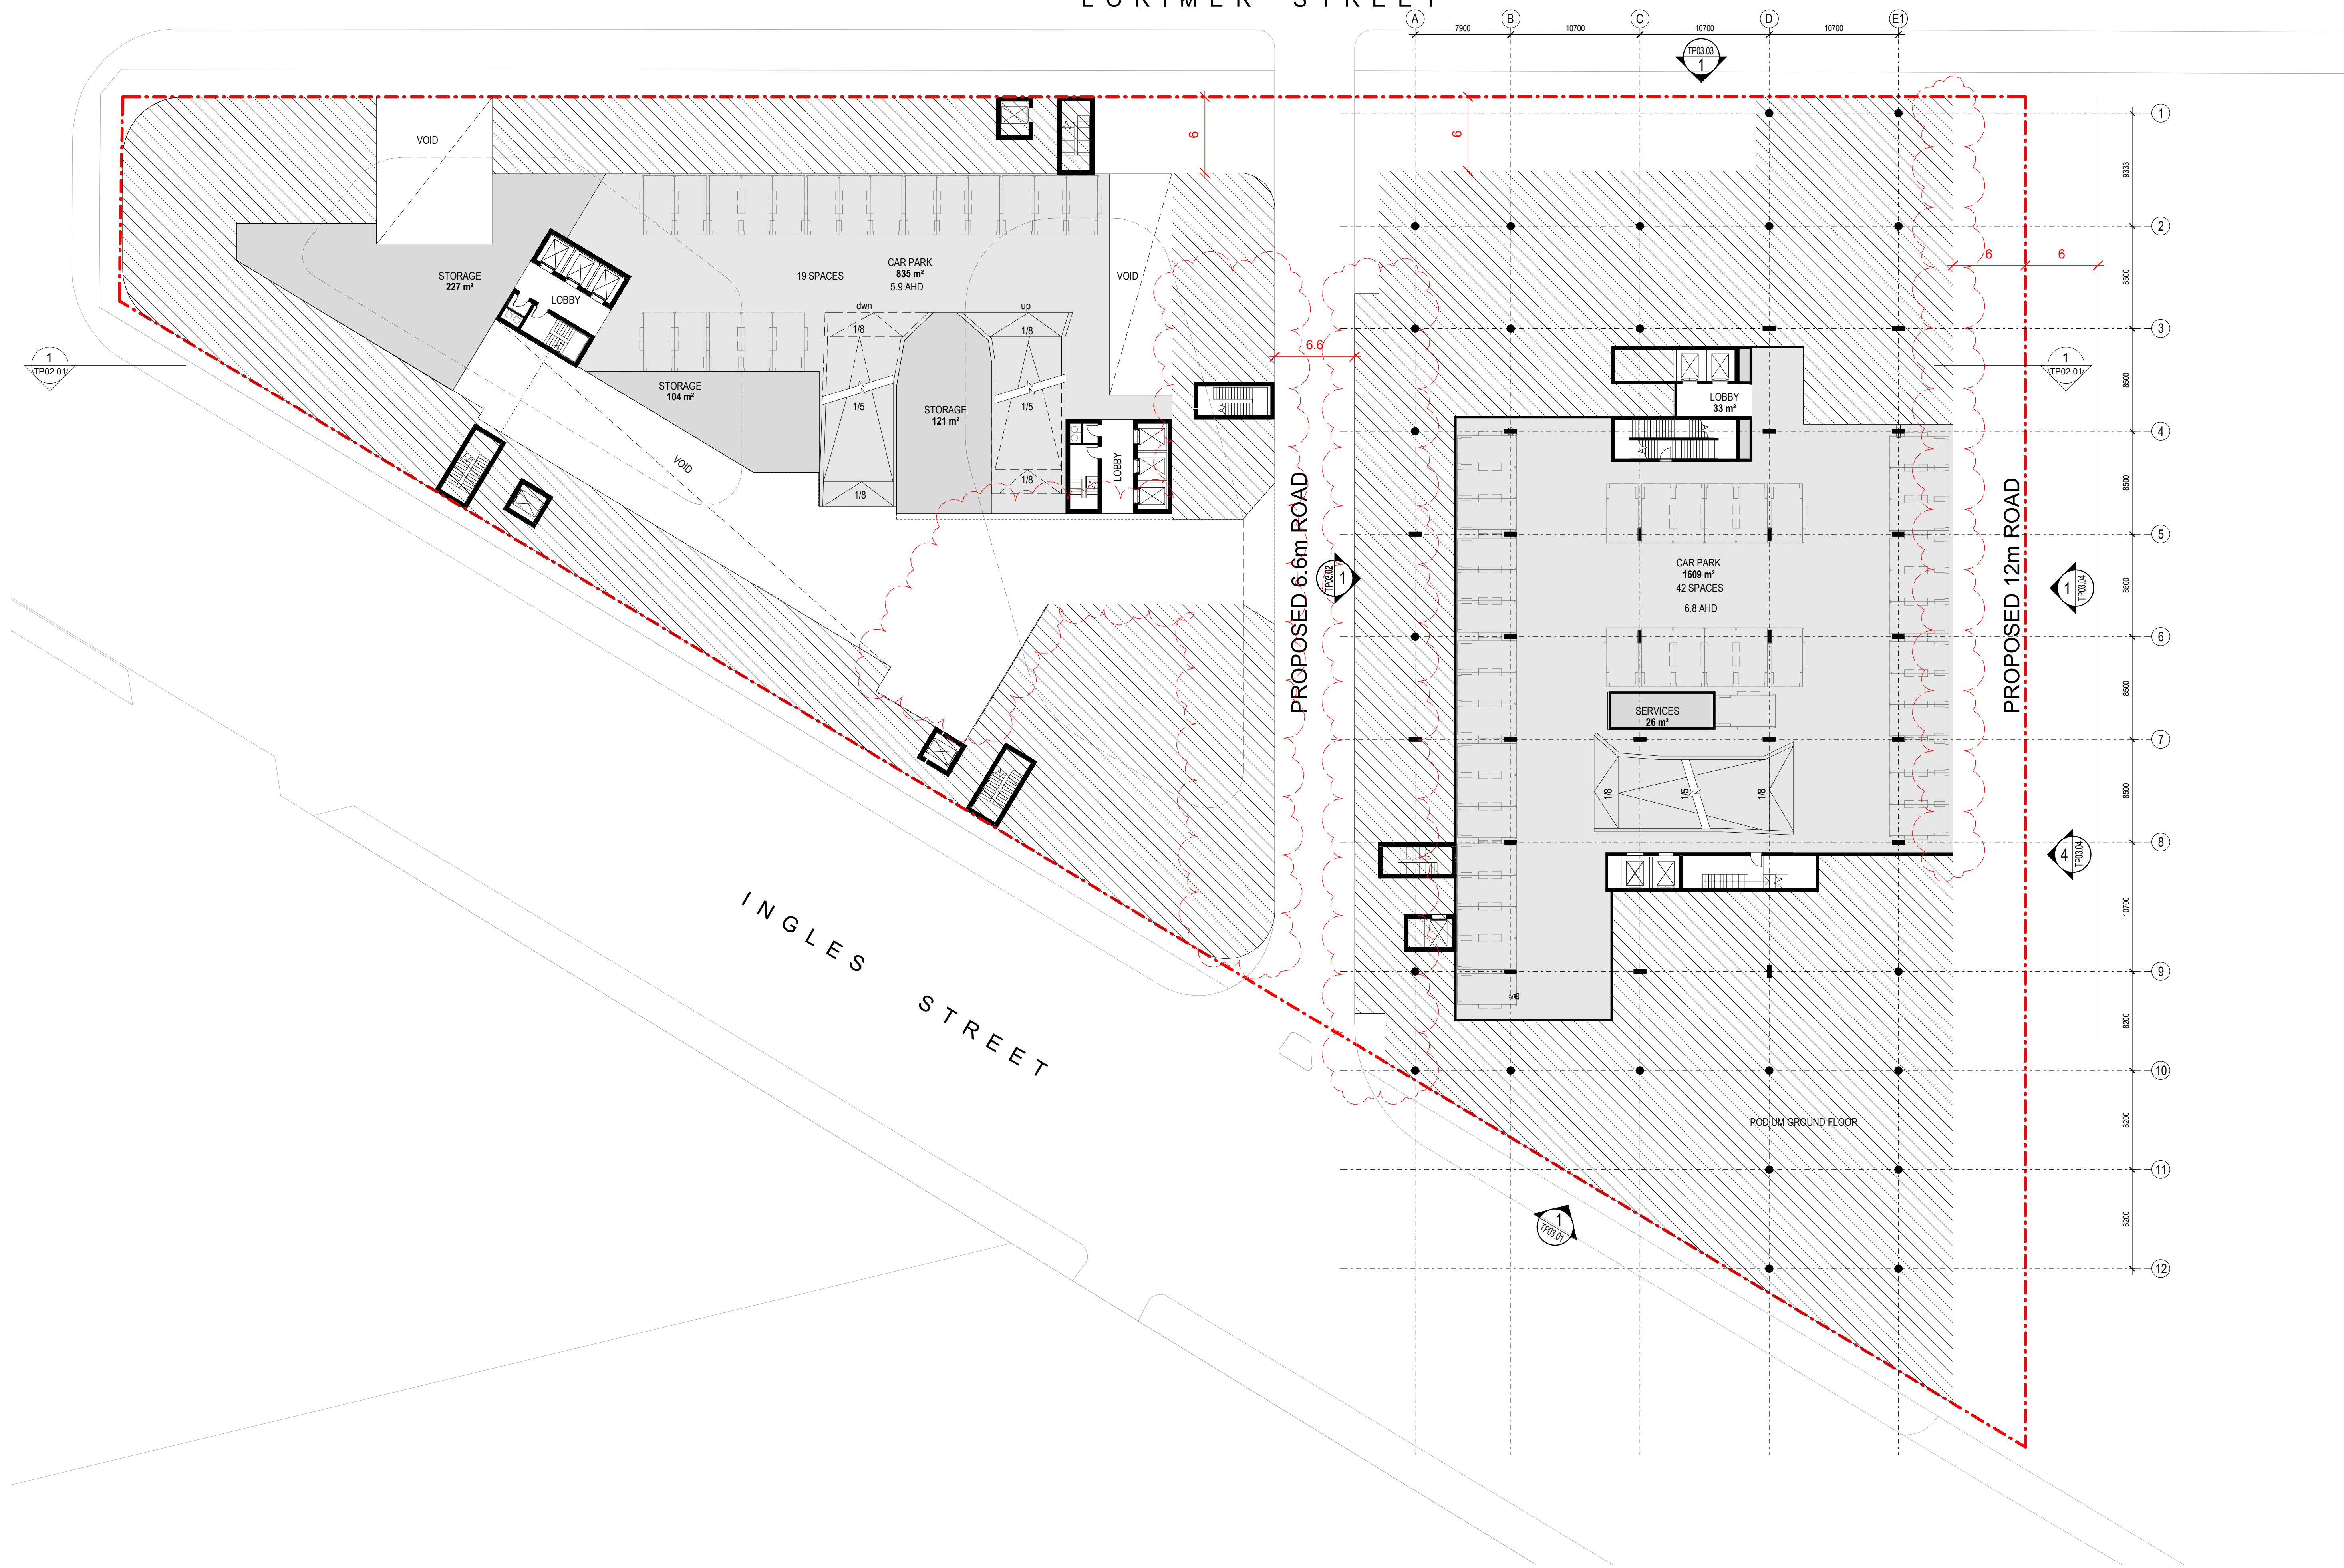 LORIMER STREET
A
B
C
D
E1
7900
10700
10700
10700
TP03.03
1
1
9333
2
8500
3
8500
4
8500
5
8500
6
8500
7
8500
8
10700
9
8200
10
8200
11
8200
12
6
6
6
6
6.6
VOID
STORAGE
227 m²
LOBBY
19 SPACES
CAR PARK
835 m²
5.9 AHD
VOID
dwn
1/8
1/5
1/8
up
1/8
1/5
1/8
STORAGE
104 m²
STORAGE
121 m²
LOBBY
VOID
1
TP02.01
1
TP02.01
LOBBY
33 m²
CAR PARK
1609 m²
42 SPACES
6.8 AHD
SERVICES
26 m²
1/8
1/5
1/8
PROPOSED 6.6m ROAD
PROPOSED 12m ROAD
TP03.02
1
1
TP03.04
4
TP03.04
INGLES STREET
PODIUM GROUND FLOOR
1
TP03.01